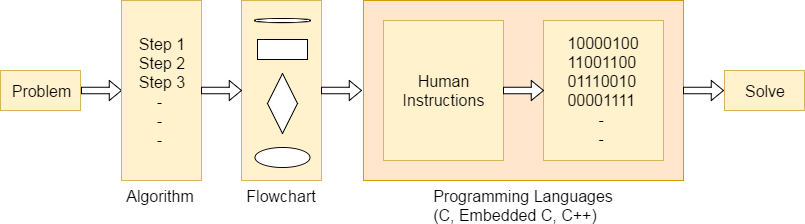 Problem
Step 1
Step 2
Step 3
-
-
-
Algorithm
Flowchart
Human
Instructions
10000100
11001100
01110010
00001111
-
-
Programming Languages
(C, Embedded C, C++)
Solve